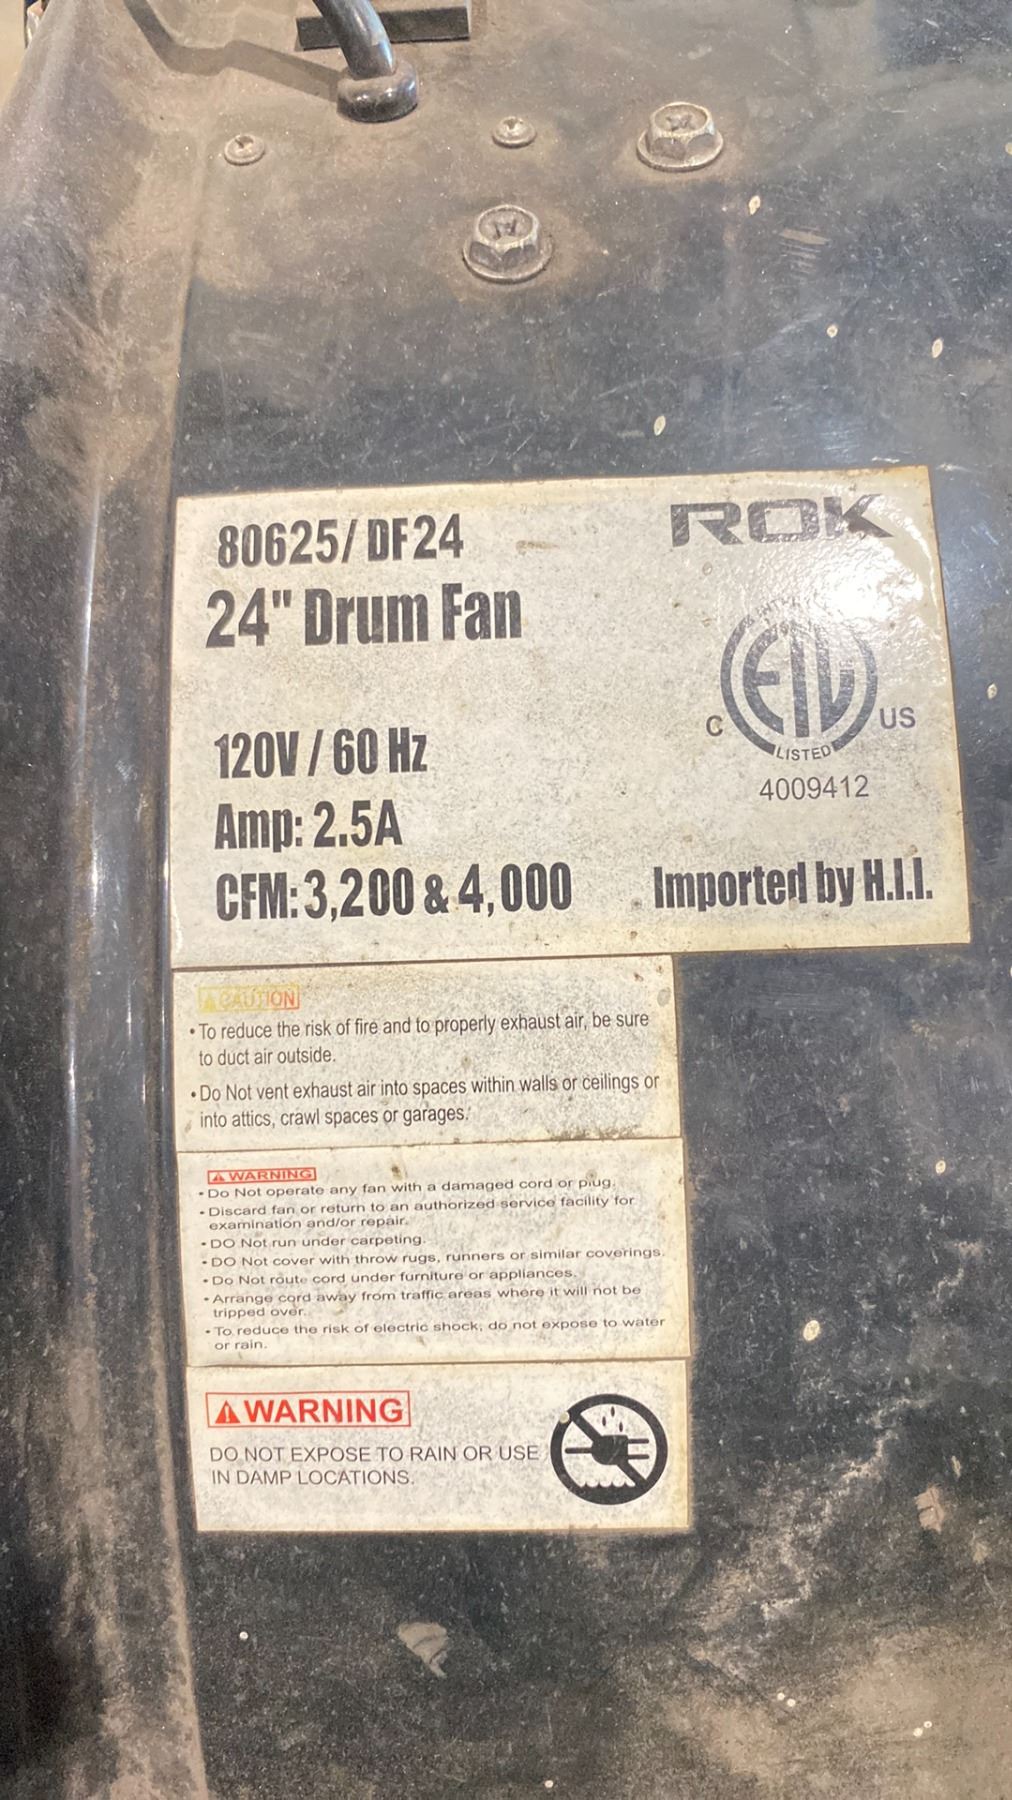 80625/ DF24
ROK
24" Drum Fan
ETL
C
US
LISTED
4009412
120V / 60 Hz
Amp: 2.5A
CFM: 3,200 & 4,000
Imported by H.I.I.
CAUTION
• To reduce the risk of fire and to properly exhaust air, be sure
to duct air outside.
• Do Not vent exhaust air into spaces within walls or ceilings or
into attics, crawl spaces or garages.
WARNING
• Do Not operate any fan with a damaged cord or plug.
• Discard fan or return to an authorized service facility for
examination and/or repair.
• DO Not run under carpeting.
• DO Not cover with throw rugs, runners or similar coverings.
• Do Not route cord under furniture or appliances.
• Arrange cord away from traffic areas where it will not be
tripped over.
• To reduce the risk of electric shock, do not expose to water
or rain.
WARNING
DO NOT EXPOSE TO RAIN OR USE
IN DAMP LOCATIONS.